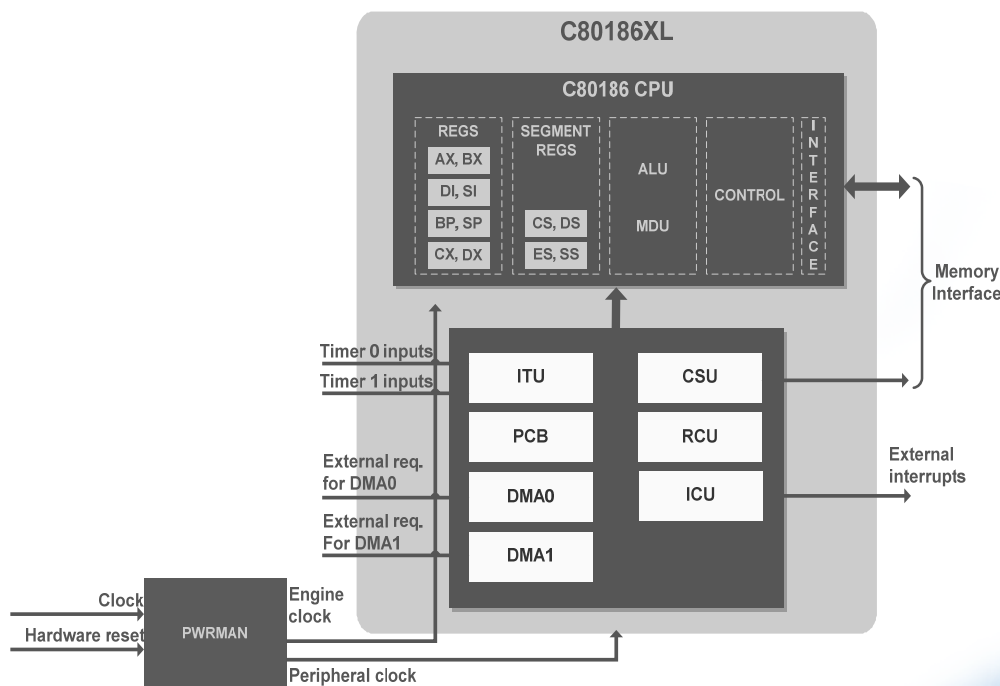 C80186XL
C80186 CPU
REGS
AX, BX
DI, SI
BP, SP
CX, DX
SEGMENT
REGS
CS, DS
ES, SS
ALU
MDU
CONTROL
INTERFACE
Memory
Interface
Timer 0 inputs
Timer 1 inputs
External req.
for DMA0
External req.
For DMA1
ITU
PCB
DMA0
DMA1
CSU
RCU
ICU
External
interrupts
Clock
Hardware reset
PWRMAN
Engine
clock
Peripheral clock